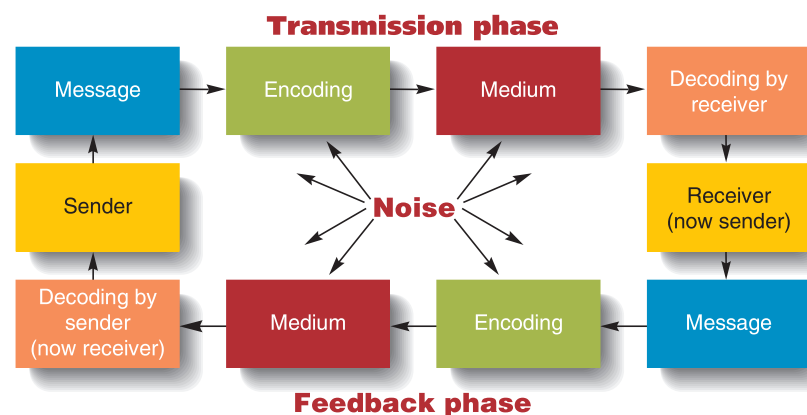 Transmission phase
Message
Encoding
Medium
Decoding by
receiver
Sender
Noise
Receiver
(now sender)
Decoding by
sender
(now receiver)
Medium
Encoding
Message
Feedback phase